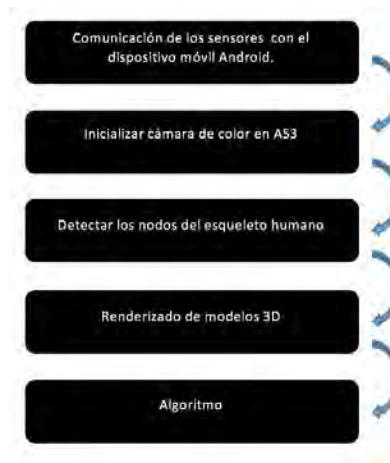 Comunicación de los sensores con el
dispositivo móvil Android.
Inicializar cámara de color en A53
Detectar los nodos del esqueleto humano
Renderizado de modelos 3D
Algoritmo